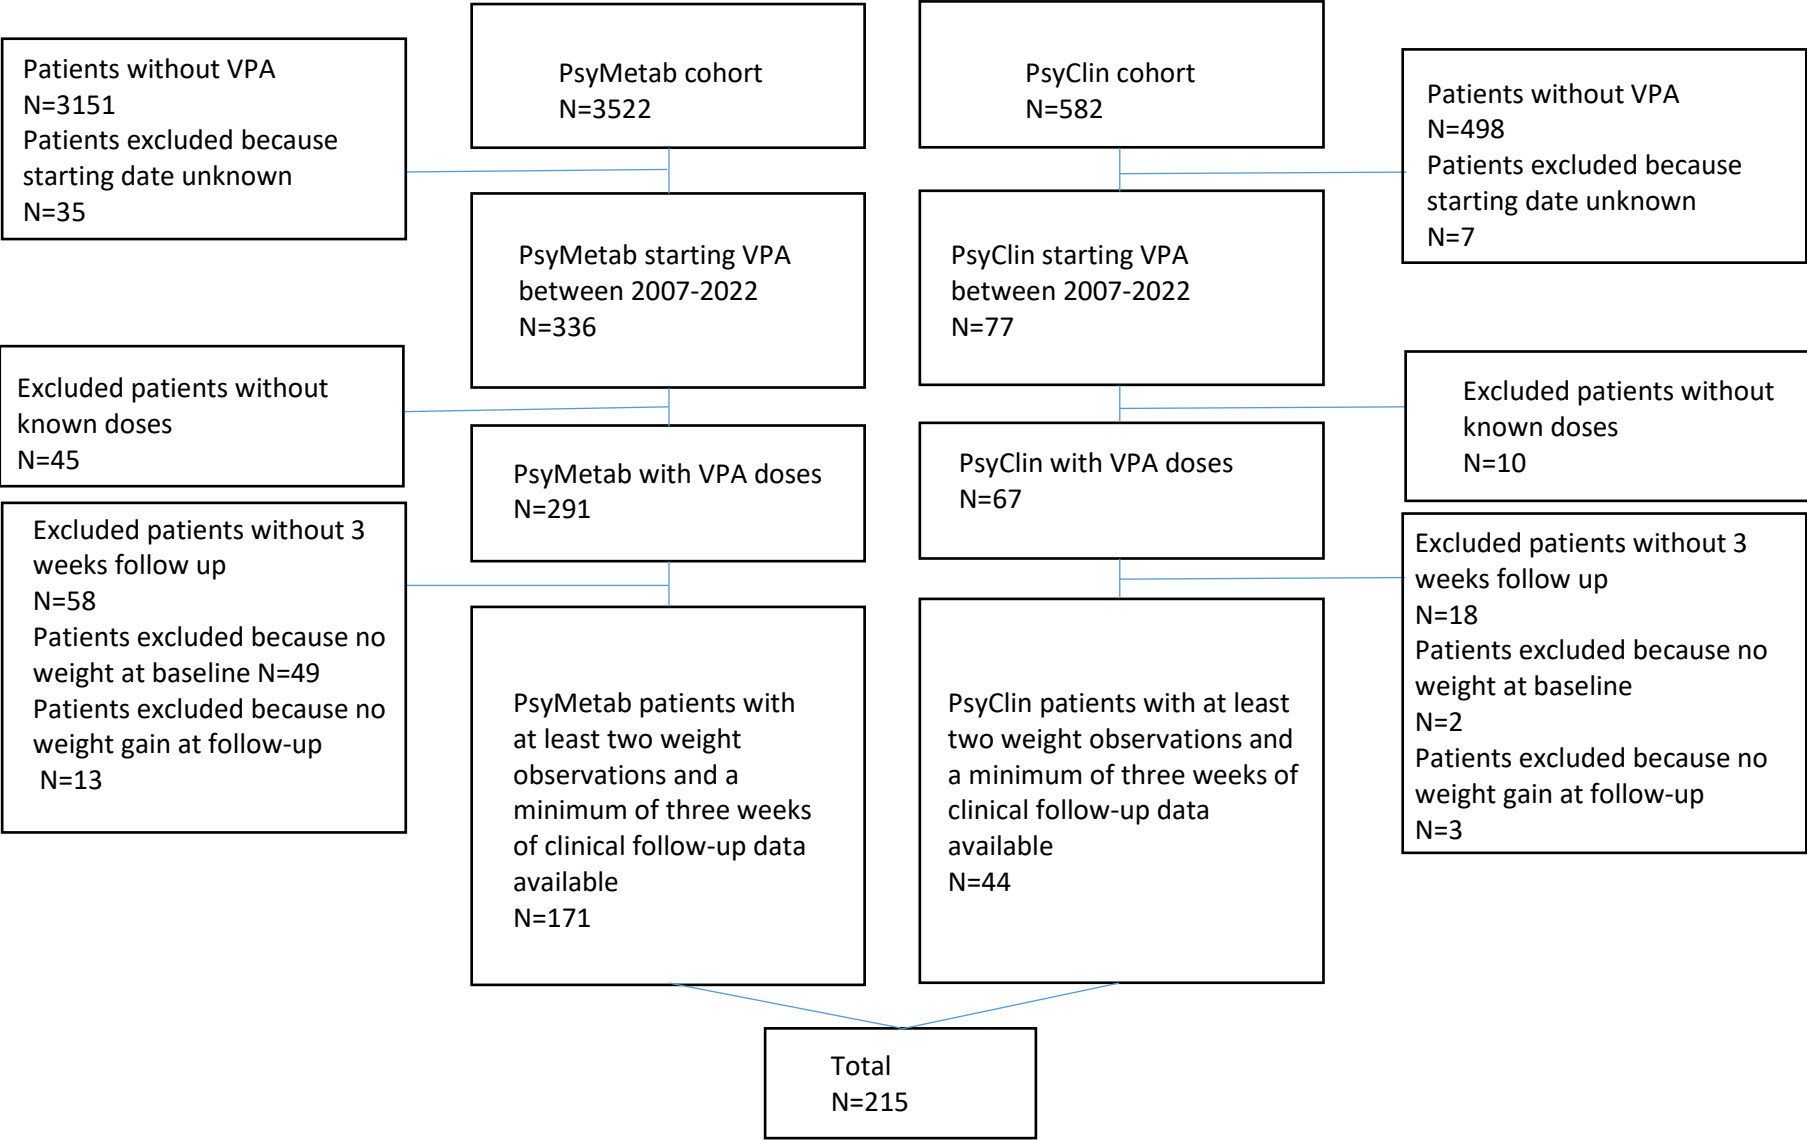 Patients without VPA
N=3151
Patients excluded because
starting date unknown
N=35
PsyMetab cohort
N=3522
PsyClin cohort
N=582
Patients without VPA
N=498
Patients excluded because
starting date unknown
N=7
PsyMetab starting VPA
between 2007-2022
N=336
PsyClin starting VPA
between 2007-2022
N=77
Excluded patients without
known doses
N=45
PsyMetab with VPA doses
N=291
PsyClin with VPA doses
N=67
Excluded patients without
known doses
N=10
Excluded patients without 3
weeks follow up
N=58
Patients excluded because no
weight at baseline N=49
Patients excluded because no
weight gain at follow-up
N=13
PsyMetab patients with
at least two weight
observations and a
minimum of three weeks
of clinical follow-up data
available
N=171
PsyClin patients with at least
two weight observations and
a minimum of three weeks of
clinical follow-up data
available
N=44
Excluded patients without 3
weeks follow up
N=18
Patients excluded because no
weight at baseline
N=2
Patients excluded because no
weight gain at follow-up
N=3
Total
N=215